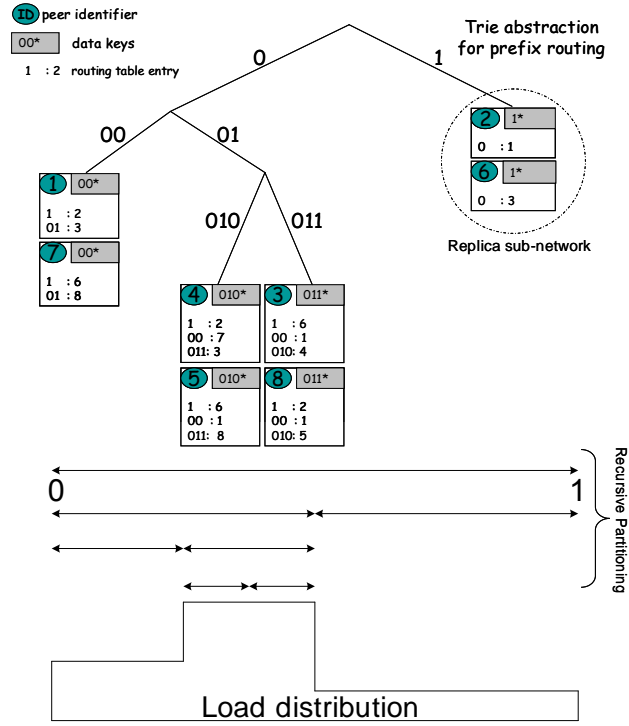 ID peer identifier
00* data keys
1 : 2 routing table entry
Trie abstraction
for prefix routing
0
1
00
01
010
011
2 1*
0 : 1
6 1*
0 : 3
Replica sub-network
1 00*
1 : 2
01 : 3
7 00*
1 : 6
01 : 8
4 010*
1 : 2
00 : 7
011: 3
3 011*
1 : 6
00 : 1
010: 4
5 010*
1 : 6
00 : 1
011: 8
8 011*
1 : 2
00 : 1
010: 5
0
1
Recursive Partitioning
Load distribution